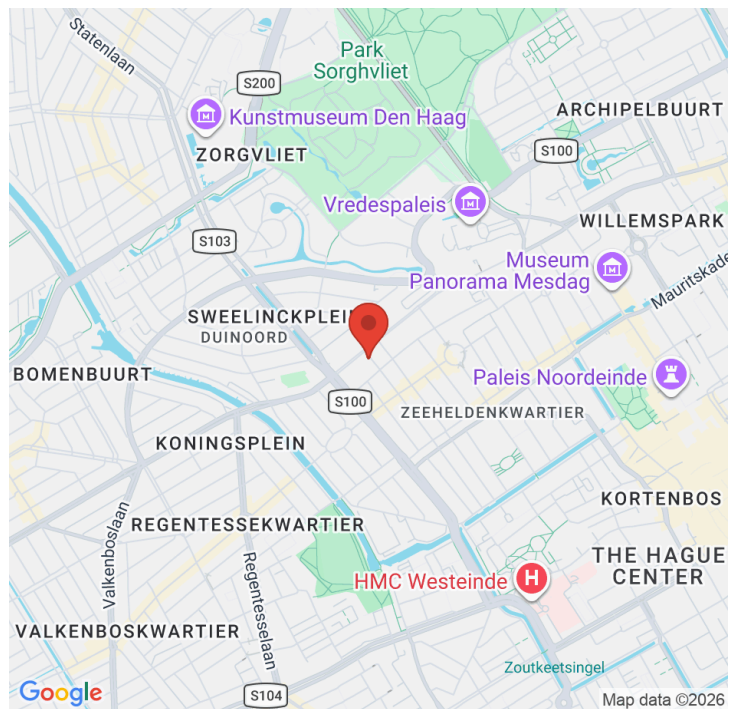 Statenlaan
Park
Sorghvliet
S200
Kunstmuseum Den Haag
ARCHIPELBUURT
ZORGVLIET
S100
Vredespaleis
WILLEMSPARK
S103
Museum
Panorama Mesdag
Mauritskade
SWEELINCKPLEIN
DUINOORD
BOMENBUURT
Paleis Noordeinde
S100
ZEEHELDENKWARTIER
KONINGSPLEIN
KORTENBOS
REGENTESSEKWARTIER
Valkenboslaan
Regentesselaan
THE HAGUE
CENTER
HMC Westeinde
H
VALKENBOSKWARTIER
Zoutkeetsingel
Google
S104
Map data ©2026